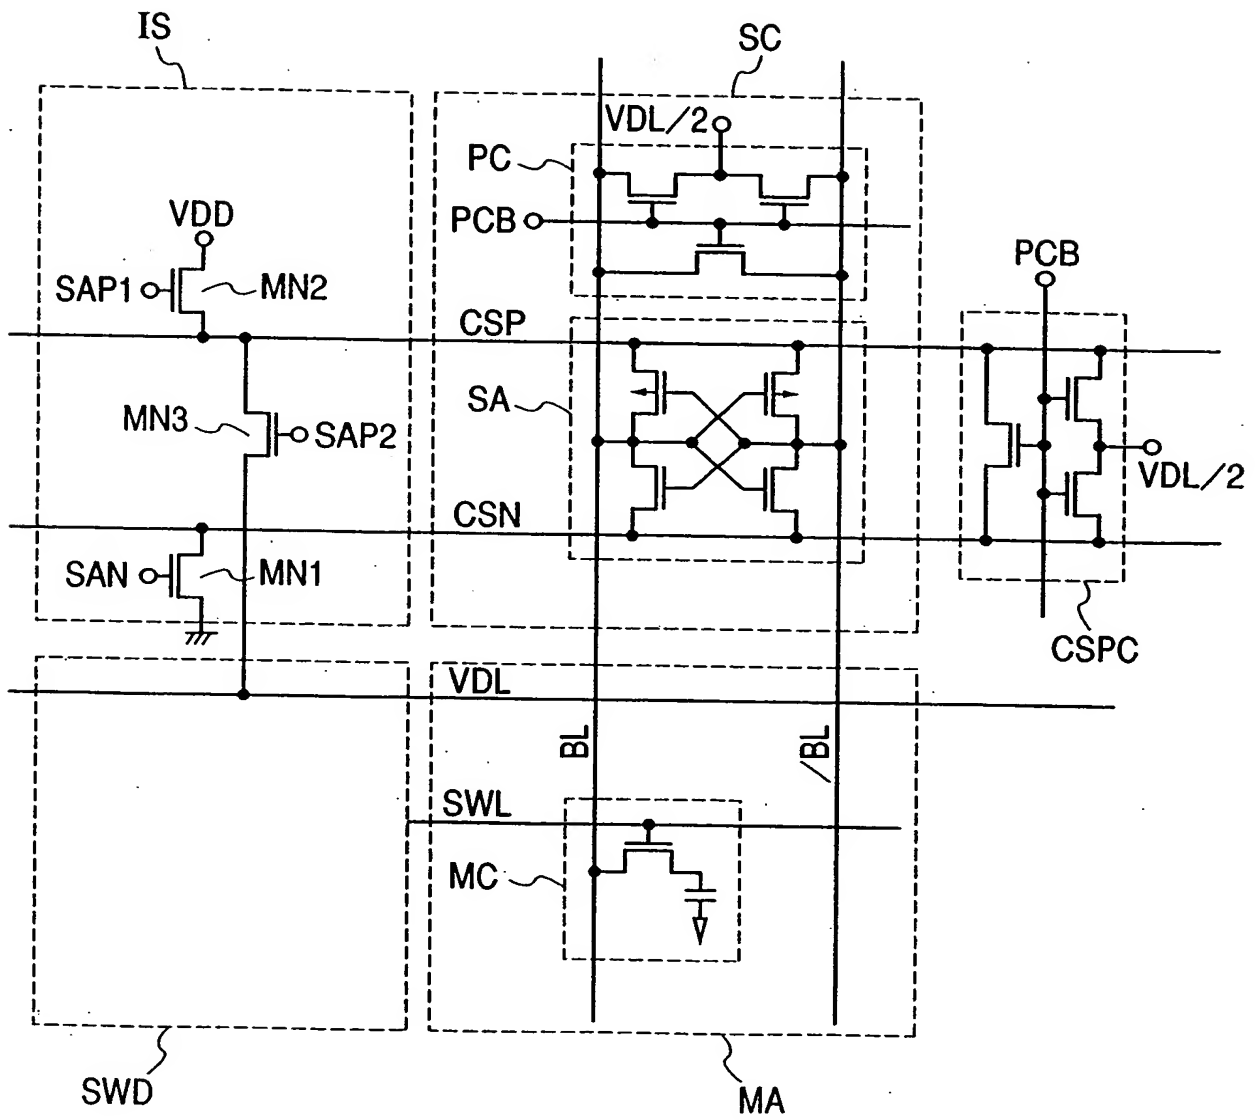 IS
SC
VDL/2
PC
VDD
PCB
PCB
SAP1
MN2
CSP
SA
MN3
SAP2
VDL/2
CSN
SAN
MN1
CSPC
VDL
BL
/BL
SWL
MC
SWD
MA